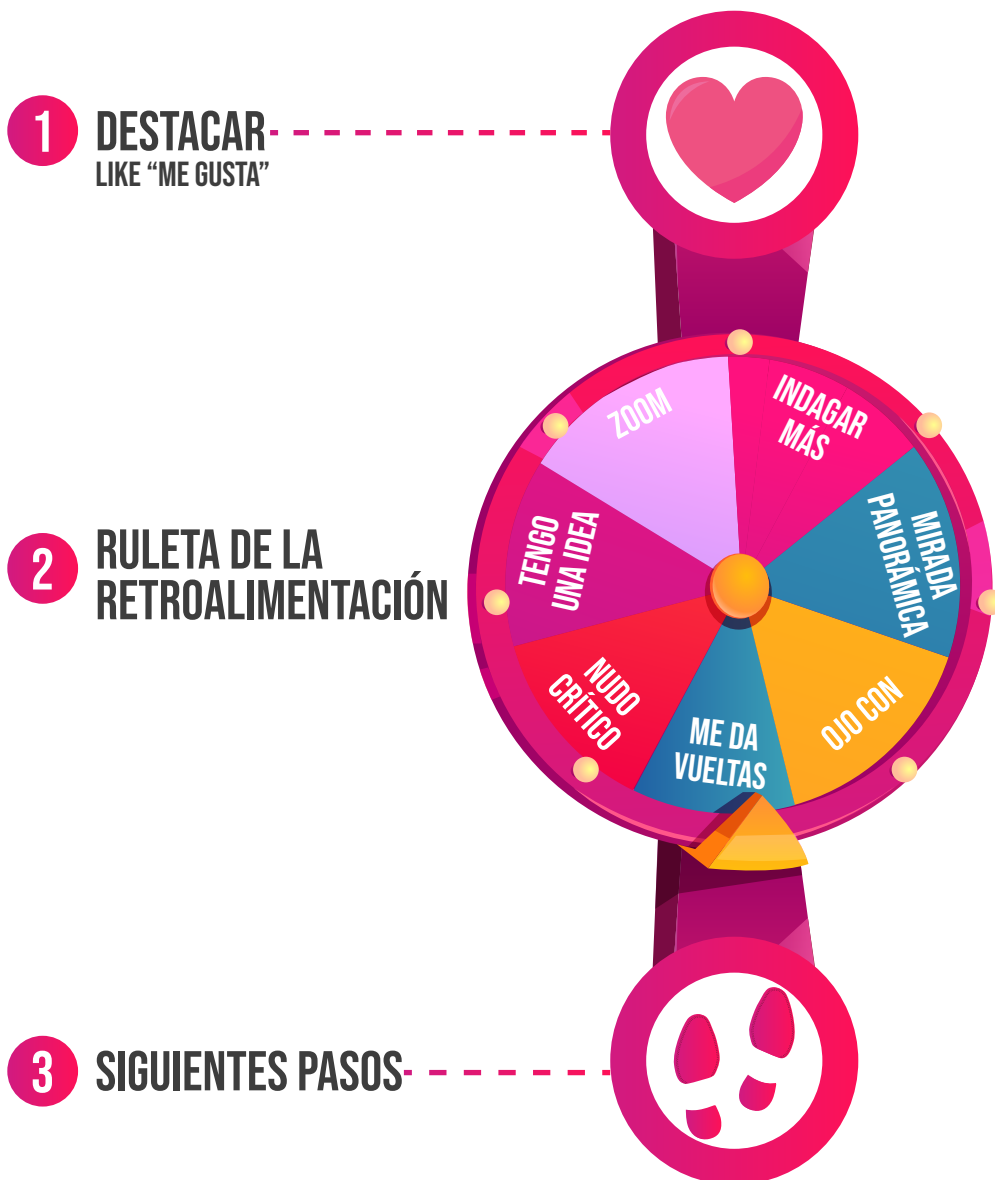 1
DESTACAR
LIKE “ME GUSTA”
2
RULETA DE LA
RETROALIMENTACIÓN
ZOOM
INDAGAR
MÁS
MIRADA
PANORÁMICA
OJO CON
ME DA
VUELTAS
NUDO
CRÍTICO
TENGO
UNA IDEA
3
SIGUIENTES PASOS